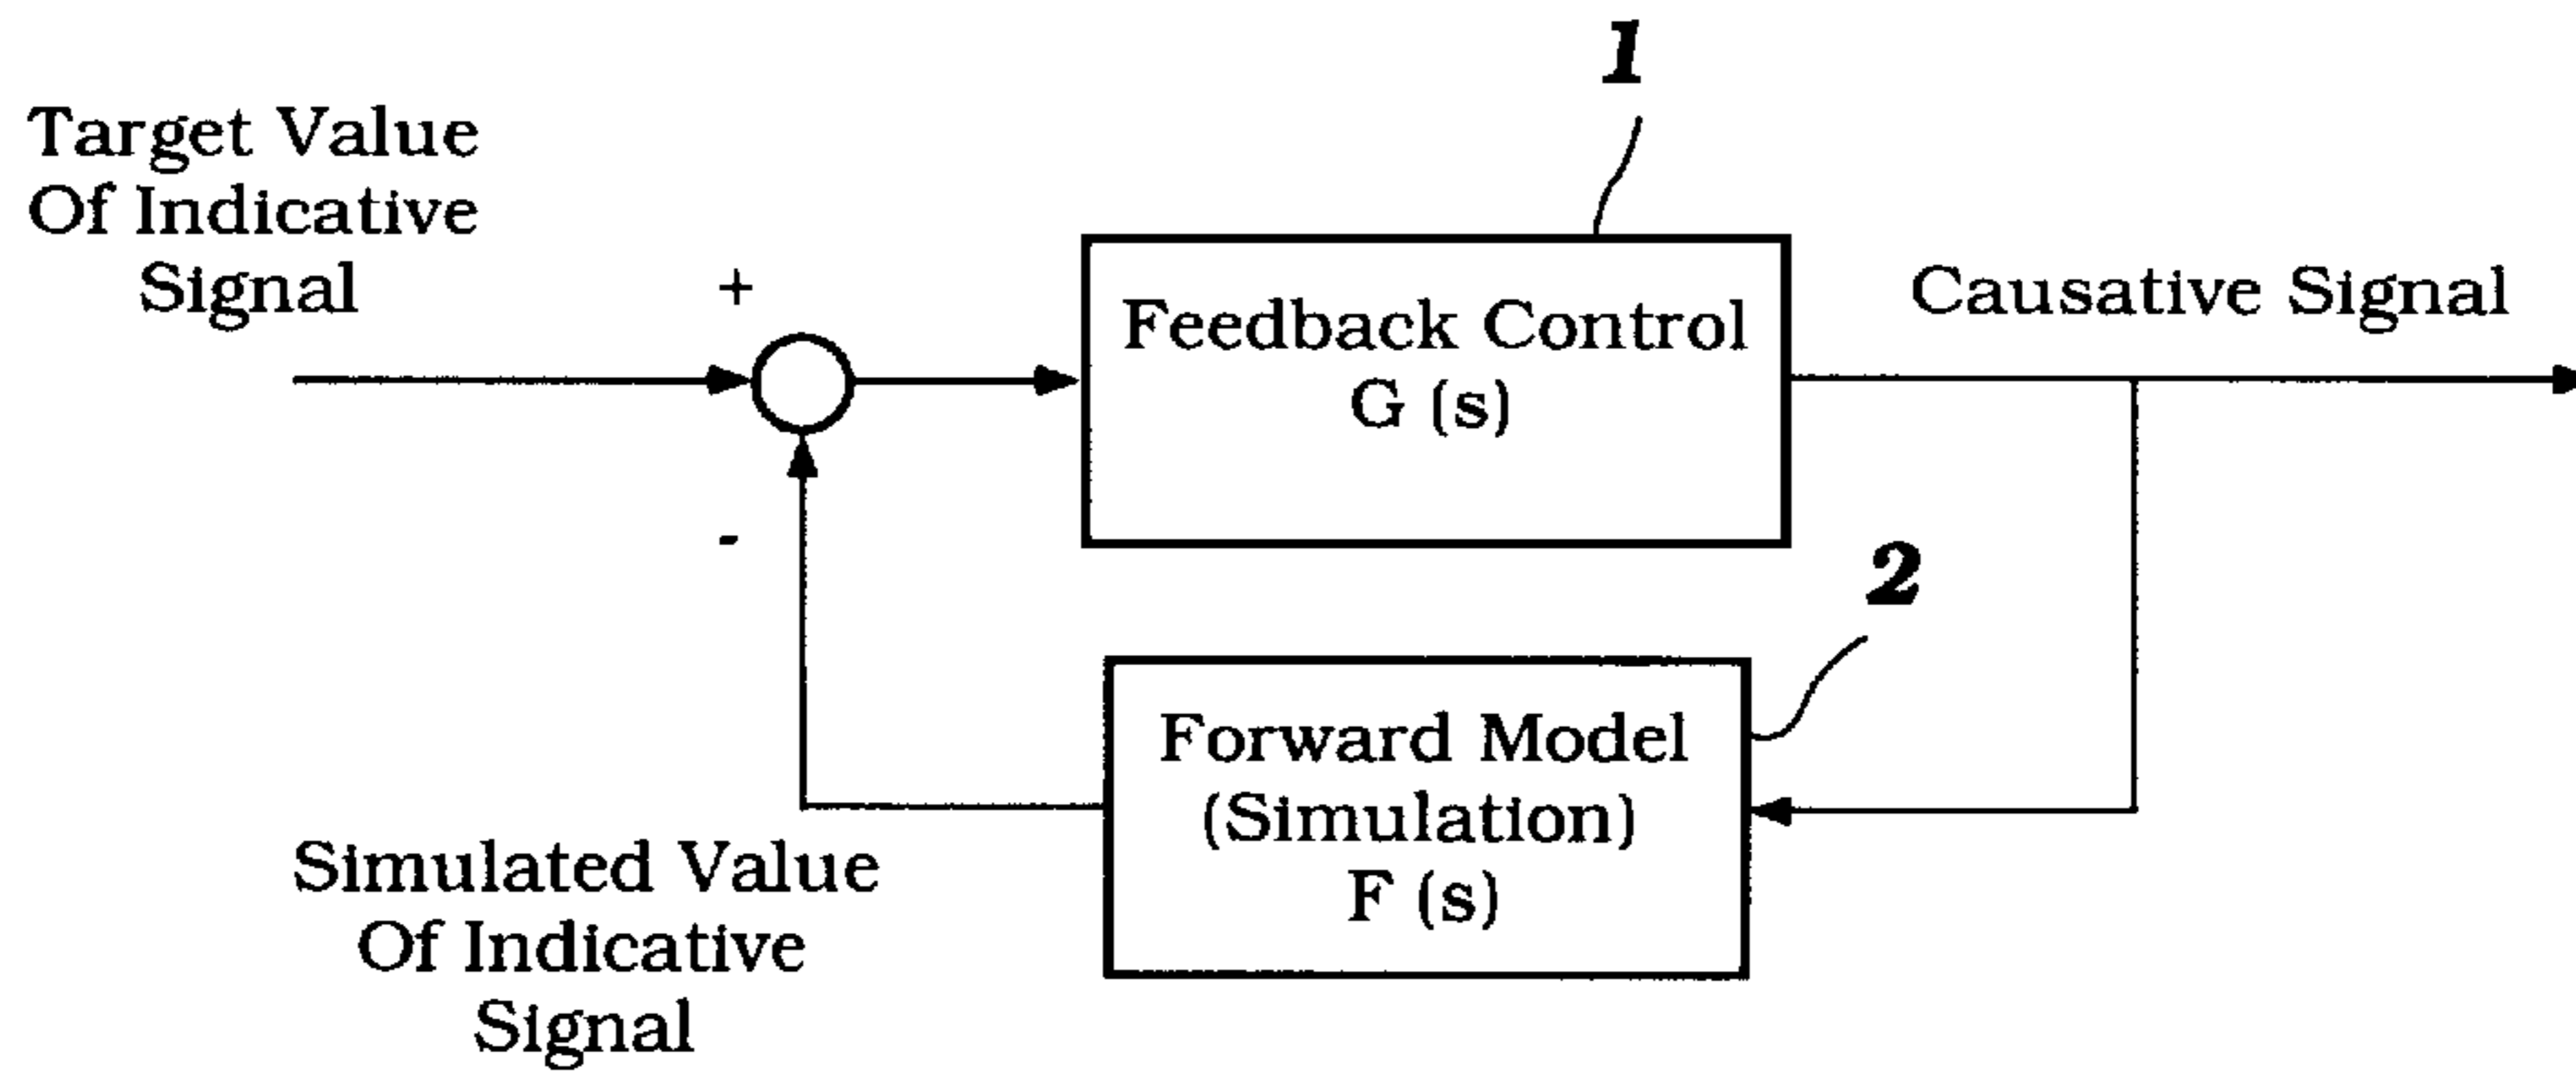 1
Target Value
Of Indicative
Signal
+
Feedback Control
G (s)
Causative Signal
-
2
Forward Model
(Simulation)
F (s)
Simulated Value
Of Indicative
Signal